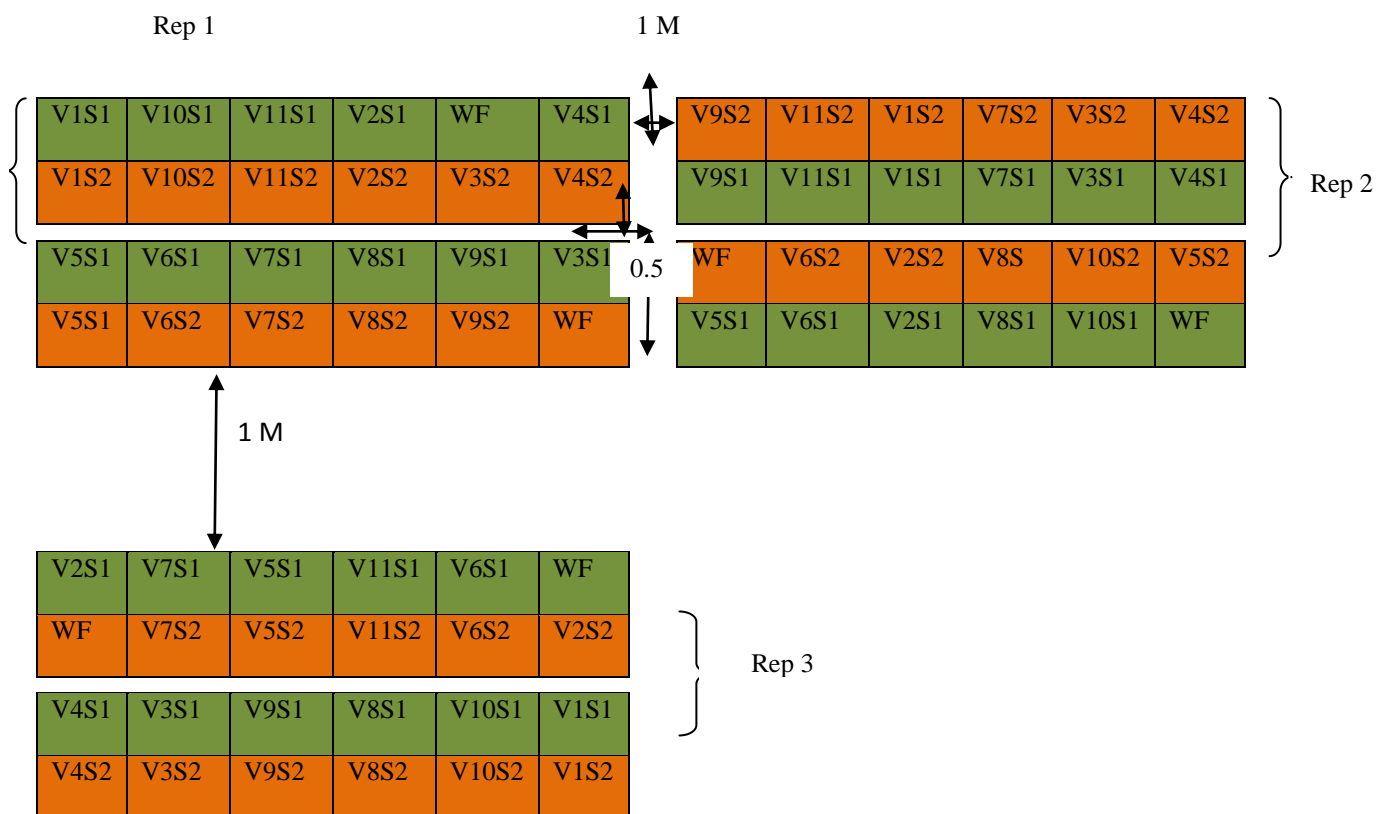 Rep 1 1 M
V1S1 V10S1 V11S1 V2S1 WF V4S1
V1S2 V10S2 V11S2 V2S2 V3S2 V4S2
V5S1 V6S1 V7S1 V8S1 V9S1 V3S1
V5S1 V6S2 V7S2 V8S2 V9S2 WF
0.5
V9S2 V11S2 V1S2 V7S2 V3S2 V4S2
V9S1 V11S1 V1S1 V7S1 V3S1 V4S1
WF V6S2 V2S2 V8S V10S2 V5S2
V5S1 V6S1 V2S1 V8S1 V10S1 WF
Rep 2
1 M
V2S1 V7S1 V5S1 V11S1 V6S1 WF
WF V7S2 V5S2 V11S2 V6S2 V2S2
V4S1 V3S1 V9S1 V8S1 V10S1 V1S1
V4S2 V3S2 V9S2 V8S2 V10S2 V1S2
Rep 3